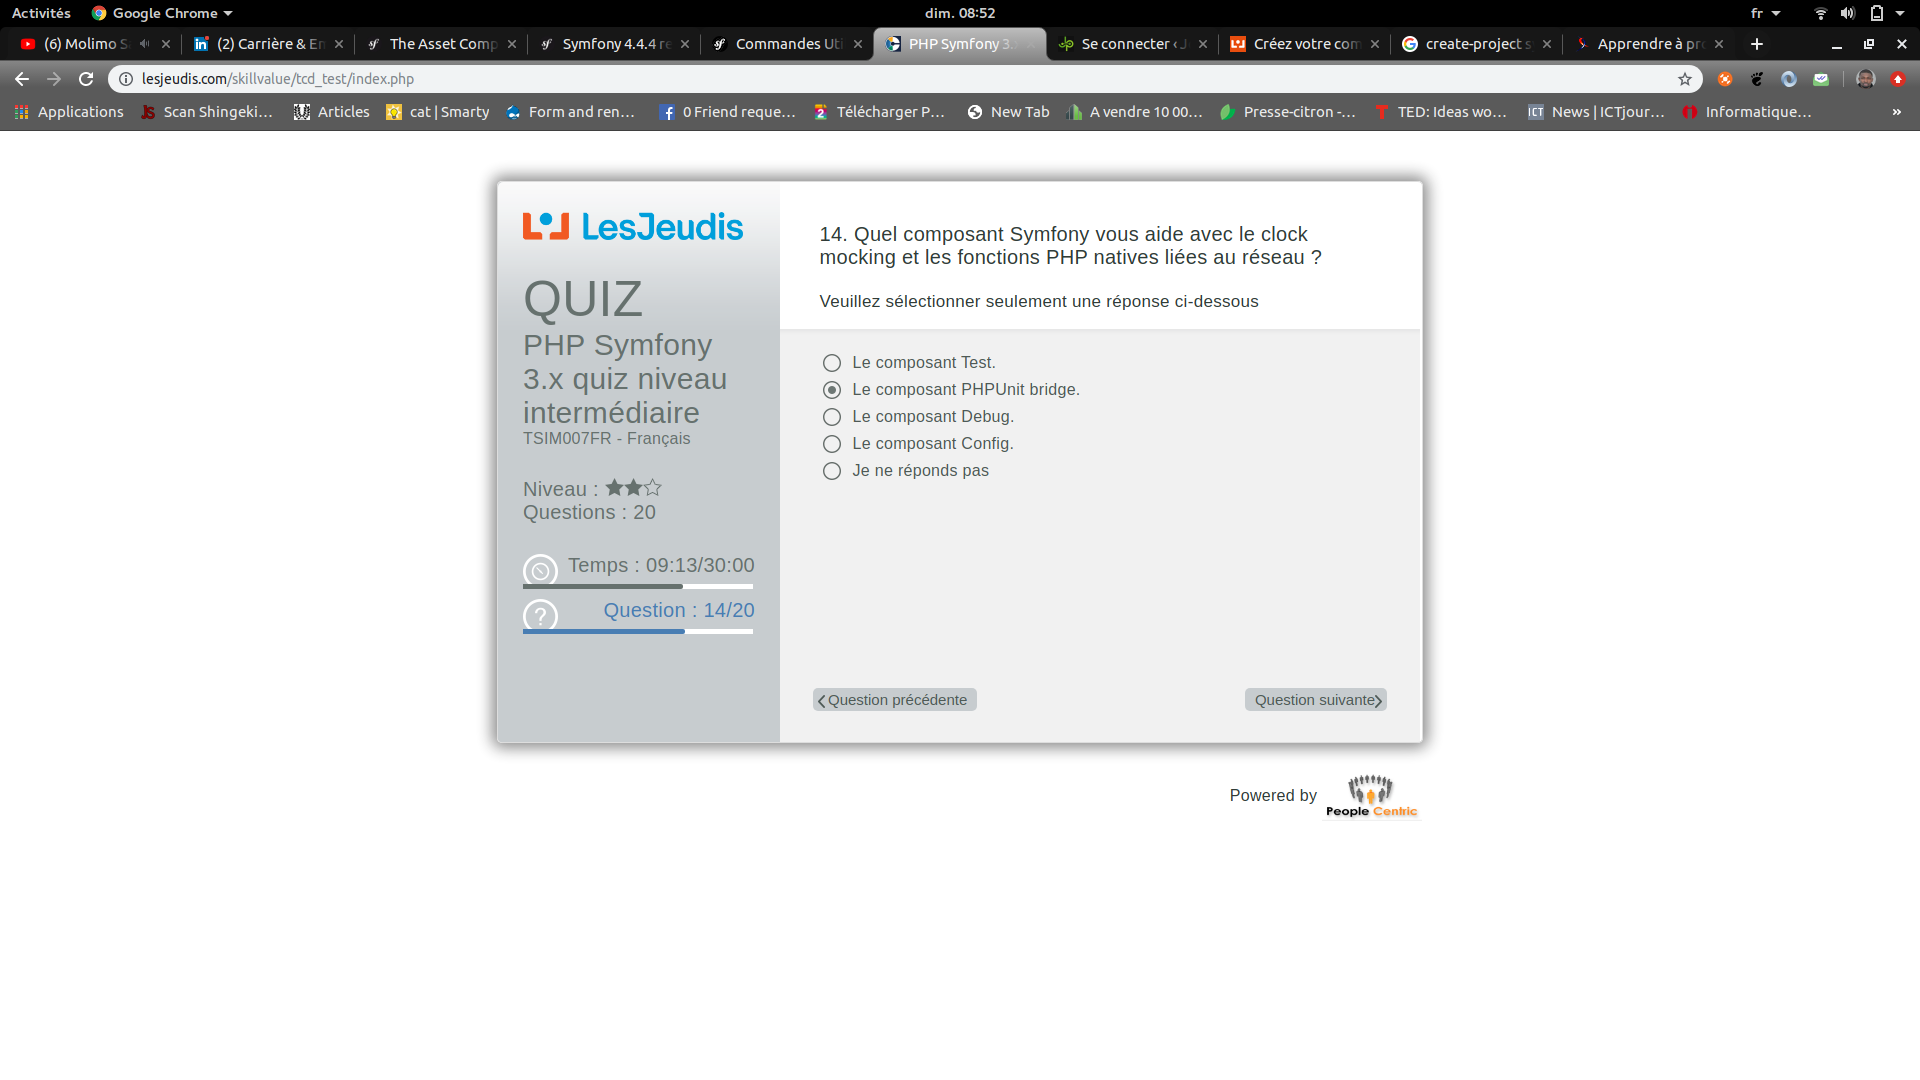 Activités
Google Chrome
dim. 08:52
fr
(6) Molimo S
(2) Carrière & En
The Asset Comp
Symfony 4.4.4 re
Commandes Uti
PHP Symfony 3.
Se connecter ‹ J
Créez votre com
create-project s
Apprendre à pr
lesjeudis.com/skillvalue/tcd_test/index.php
Applications
Scan Shingeki...
Articles
cat | Smarty
Form and ren...
0 Friend reque...
Télécharger P...
New Tab
A vendre 10 00...
Presse-citron -...
TED: Ideas wo...
News | ICTjour...
Informatique...
»
LesJeudis
QUIZ
PHP Symfony
3.x quiz niveau
intermédiaire
TSIM007FR - Français
Niveau :
Questions : 20
Temps : 09:13/30:00
Question : 14/20
14. Quel composant Symfony vous aide avec le clock
mocking et les fonctions PHP natives liées au réseau ?
Veuillez sélectionner seulement une réponse ci-dessous
Le composant Test.
Le composant PHPUnit bridge.
Le composant Debug.
Le composant Config.
Je ne réponds pas
Question précédente
Question suivante
Powered by
People Centric